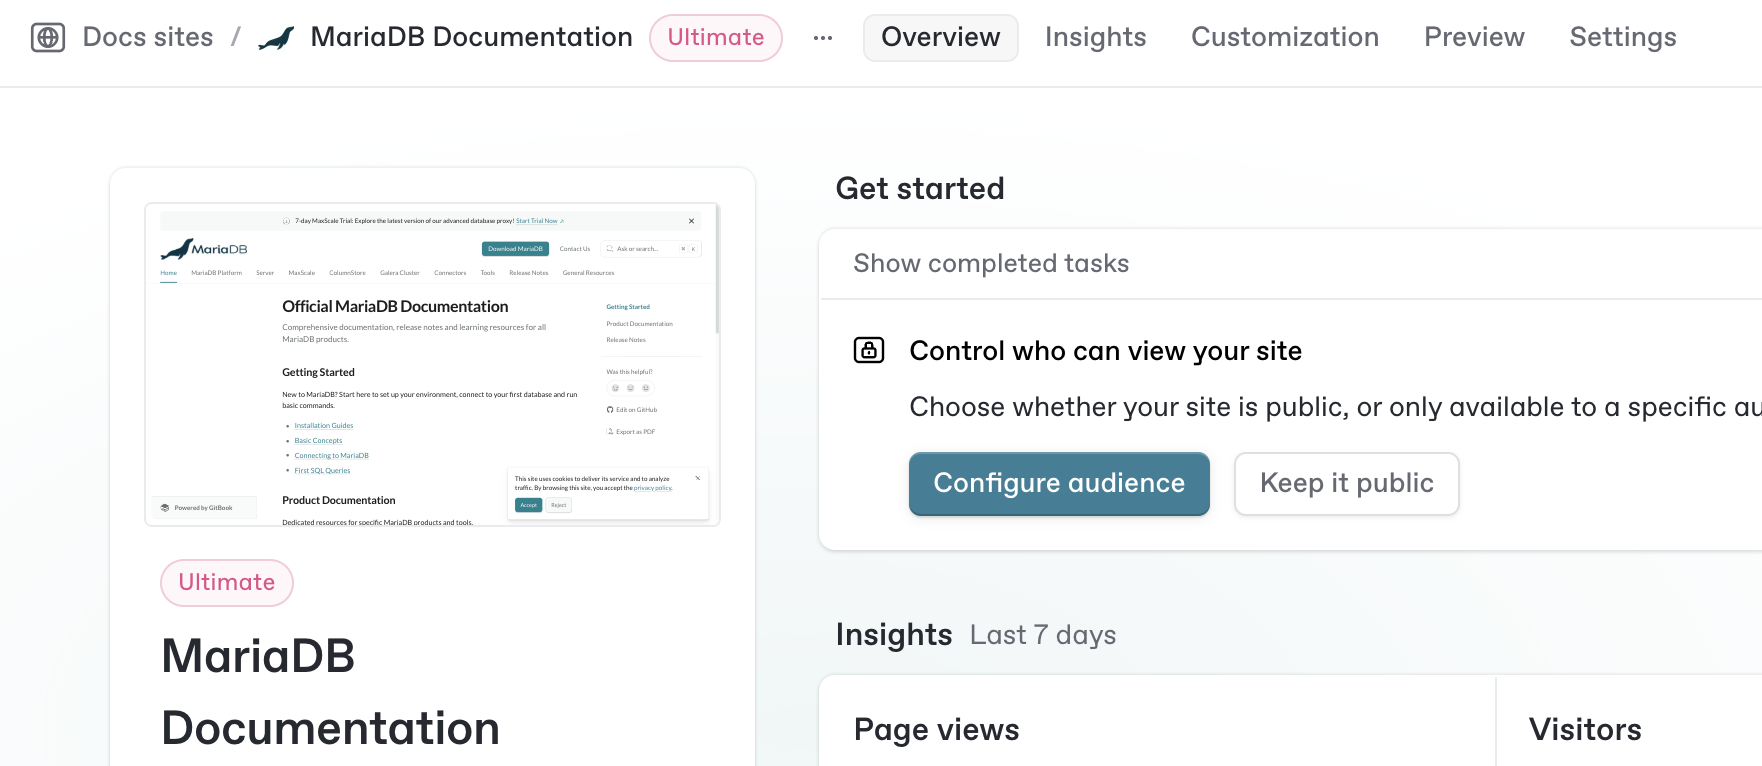 Docs sites / MariaDB Documentation Ultimate ... Overview Insights Customization Preview Settings
7-day MaxScale Trial: Explore the latest version of our advanced database proxy! Start Trial Now ↗
MariaDB
Download MariaDB Contact Us Ask or search... ⌘ K
Home MariaDB Platform Server MaxScale ColumnStore Galera Cluster Connectors Tools Release Notes General Resources
Official MariaDB Documentation
Comprehensive documentation, release notes and learning resources for all
MariaDB products.
Getting Started
New to MariaDB? Start here to set up your environment, connect to your first database and run
basic commands.
• Installation Guides
• Basic Concepts
• Connecting to MariaDB
• First SQL Queries
Product Documentation
Dedicated resources for specific MariaDB products and tools.
Getting Started
Product Documentation
Release Notes
Was this helpful?
Edit on GitHub
Export as PDF
This site uses cookies to deliver its service and to analyze
traffic. By browsing this site, you accept the privacy policy.
Accept Reject
Powered by GitBook
Ultimate
MariaDB
Documentation
Get started
Show completed tasks
Control who can view your site
Choose whether your site is public, or only available to a specific au
Configure audience Keep it public
Insights Last 7 days
Page views Visitors